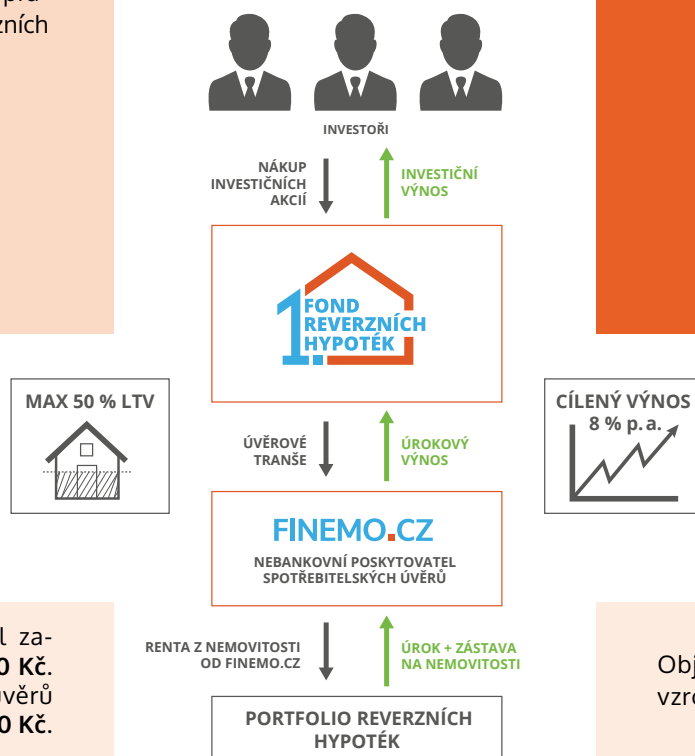 zních
INVESTOŘI
NÁKUP
INVESTIČNÍCH
AKCIÍ
INVESTIČNÍ
VÝNOS
1. FOND
REVERZNÍCH
HYPOTÉK
MAX 50 % LTV
CÍLENÝ VÝNOS
8 % p. a.
ÚVĚROVÉ
TRANŠE
ÚROKOVÝ
VÝNOS
FINEMO.CZ
NEBANKOVNÍ POSKYTOVATEL
SPOTŘEBITELSKÝCH ÚVĚRŮ
RENTA Z NEMOVITOSTI
OD FINEMO.CZ
ÚROK + ZÁSTAVA
NA NEMOVITOSTI
PORTFOLIO REVERZNÍCH
HYPOTÉK
l za-
0 Kč.
věrů
0 Kč.
Obj
vzro